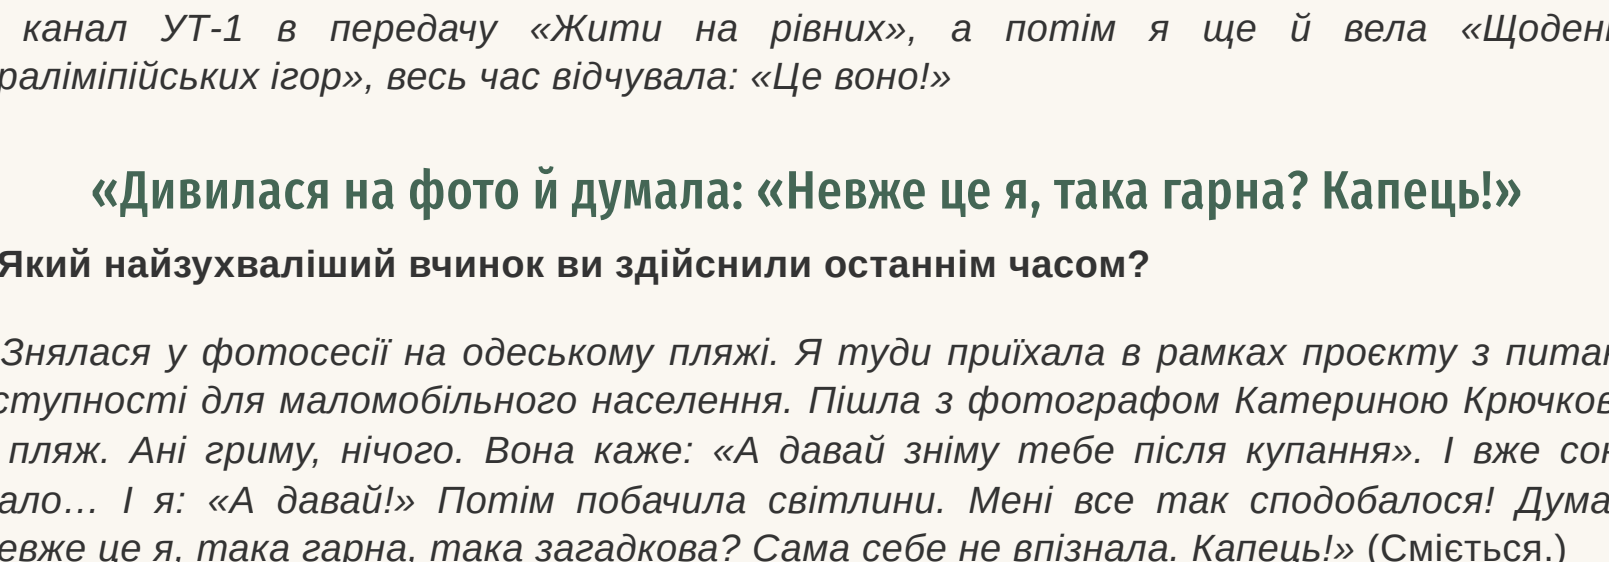 канал УТ-1 в передачу «Жити на рівних», а потім я ще й вела «Щоден
ралімпійських ігор», весь час відчувала: «Це воно!»
«Дивилася на фото й думала: «Невже це я, така гарна? Капець!»
Який найзухваліший вчинок ви здійснили останнім часом?
Знялася у фотосесії на одеському пляжі. Я туди приїхала в рамках проєкту з питан
ступності для маломобільного населення. Пішла з фотографом Катериною Крючков
пляж. Ані гриму, нічого. Вона каже: «А давай зніму тебе після купання». І вже сон
ало… І я: «А давай!» Потім побачила світлини. Мені все так сподобалося! Дума
евже це я, така гарна, така загадкова? Сама себе не впізнала. Капець!» (Сміється.)